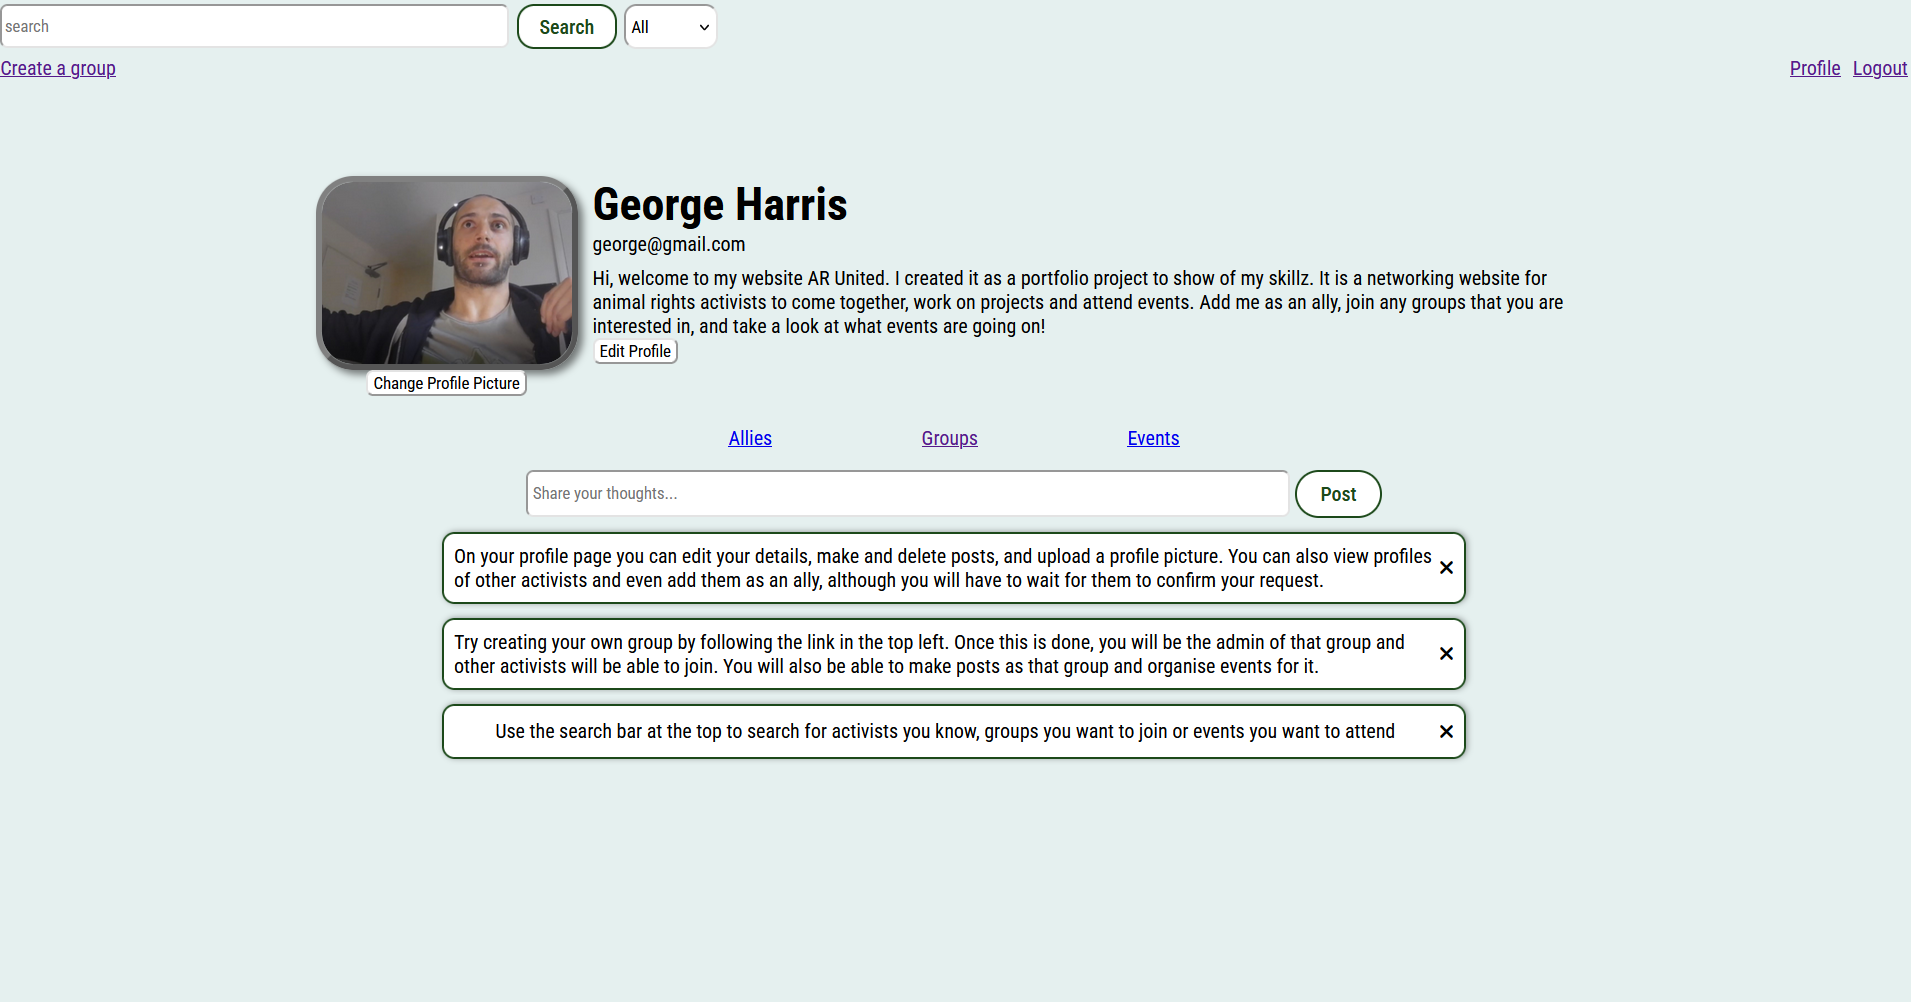 search
Search
All
Create a group
Profile
Logout
George Harris
george@gmail.com
Hi, welcome to my website AR United. I created it as a portfolio project to show of my skillz. It is a networking website for
animal rights activists to come together, work on projects and attend events. Add me as an ally, join any groups that you are
interested in, and take a look at what events are going on!
Edit Profile
Change Profile Picture
Allies
Groups
Events
Share your thoughts...
Post
On your profile page you can edit your details, make and delete posts, and upload a profile picture. You can also view profiles
of other activists and even add them as an ally, although you will have to wait for them to confirm your request.
Try creating your own group by following the link in the top left. Once this is done, you will be the admin of that group and
other activists will be able to join. You will also be able to make posts as that group and organise events for it.
Use the search bar at the top to search for activists you know, groups you want to join or events you want to attend